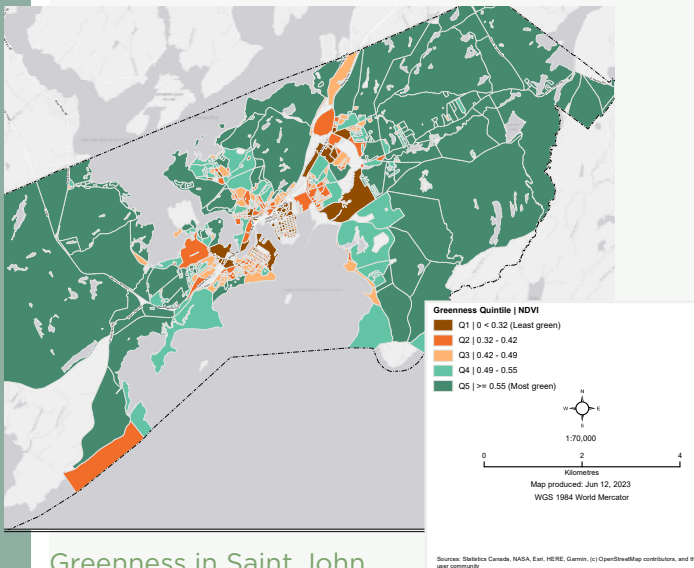 Greenness Quintile | NDVI
Q1 | 0 < 0.32 (Least green)
Q2 | 0.32 - 0.42
Q3 | 0.42 - 0.49
Q4 | 0.49 - 0.55
Q5 | >= 0.55 (Most green)
N
W E
S
1:70,000
0 2 4
Kilometres
Map produced: Jun 12, 2023
WGS 1984 World Mercator
Sources: Statistics Canada, NASA, Esri, HERE, Garmin, (c) OpenStreetMap contributors, and
user community
Greenness in Saint John